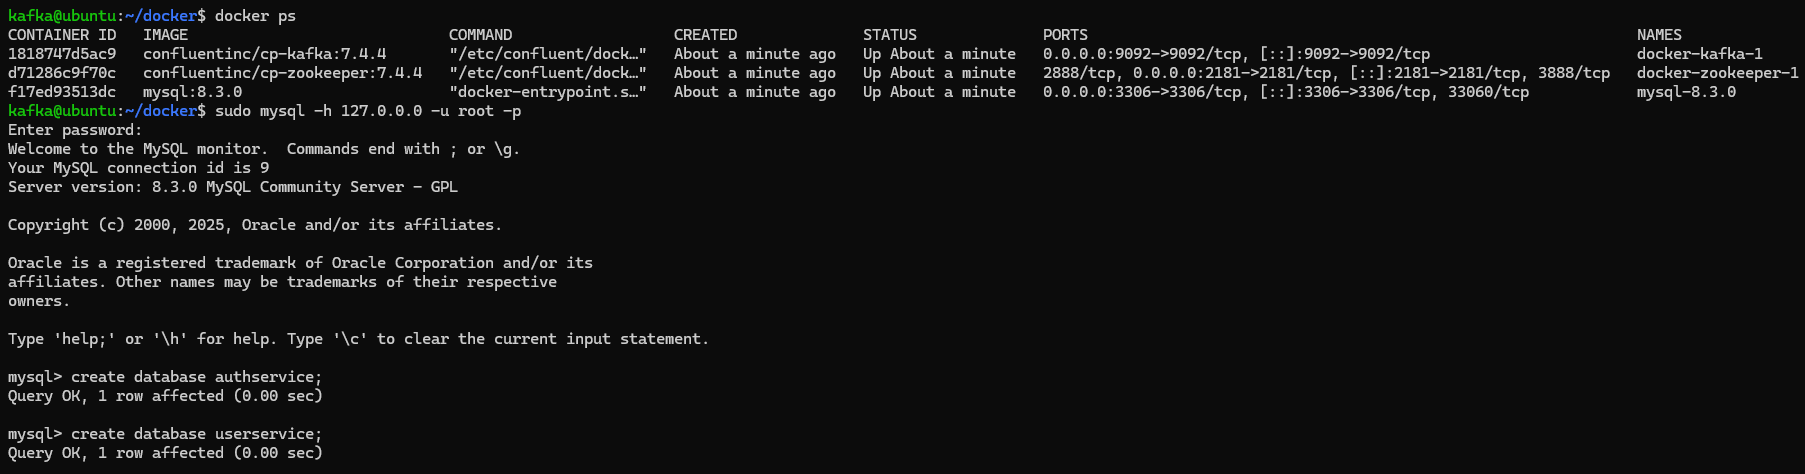 kafka@ubuntu:~/docker$ docker ps
CONTAINER ID   IMAGE                             COMMAND                  CREATED              STATUS              PORTS                                                             NAMES
1818747d5ac9   confluentinc/cp-kafka:7.4.4       "/etc/confluent/dock…"   About a minute ago   Up About a minute   0.0.0.0:9092->9092/tcp, [::]:9092->9092/tcp                       docker-kafka-1
d71286c9f70c   confluentinc/cp-zookeeper:7.4.4   "/etc/confluent/dock…"   About a minute ago   Up About a minute   2888/tcp, 0.0.0.0:2181->2181/tcp, [::]:2181->2181/tcp, 3888/tcp   docker-zookeeper-1
f17ed93513dc   mysql:8.3.0                       "docker-entrypoint.s…"   About a minute ago   Up About a minute   0.0.0.0:3306->3306/tcp, [::]:3306->3306/tcp, 33060/tcp            mysql-8.3.0
kafka@ubuntu:~/docker$ sudo mysql -h 127.0.0.0 -u root -p
Enter password:
Welcome to the MySQL monitor.  Commands end with ; or \g.
Your MySQL connection id is 9
Server version: 8.3.0 MySQL Community Server - GPL

Copyright (c) 2000, 2025, Oracle and/or its affiliates.

Oracle is a registered trademark of Oracle Corporation and/or its
affiliates. Other names may be trademarks of their respective
owners.

Type 'help;' or '\h' for help. Type '\c' to clear the current input statement.

mysql> create database authservice;
Query OK, 1 row affected (0.00 sec)

mysql> create database userservice;
Query OK, 1 row affected (0.00 sec)